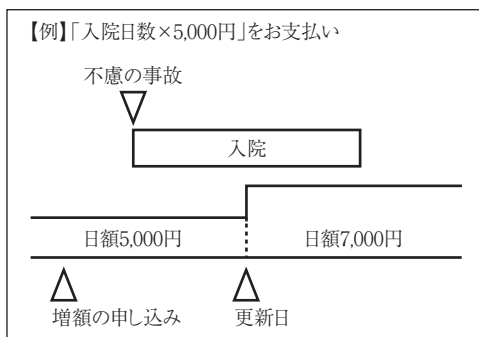 【例】「入院日数×5,000円」をお支払い
不慮の事故
入院
日額5,000円
日額7,000円
増額の申し込み
更新日